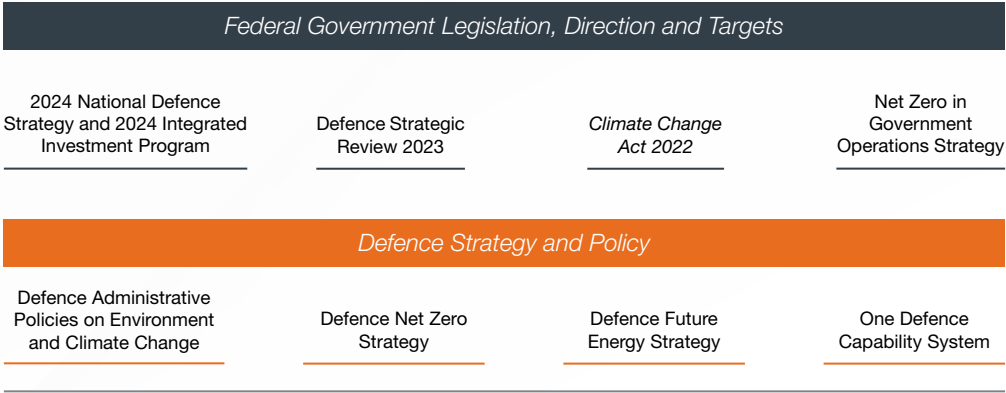 Federal Government Legislation, Direction and Targets
2024 National Defence
Strategy and 2024 Integrated
Investment Program
Defence Strategic
Review 2023
Climate Change
Act 2022
Net Zero in
Government
Operations Strategy
Defence Strategy and Policy
Defence Administrative
Policies on Environment
and Climate Change
Defence Net Zero
Strategy
Defence Future
Energy Strategy
One Defence
Capability System